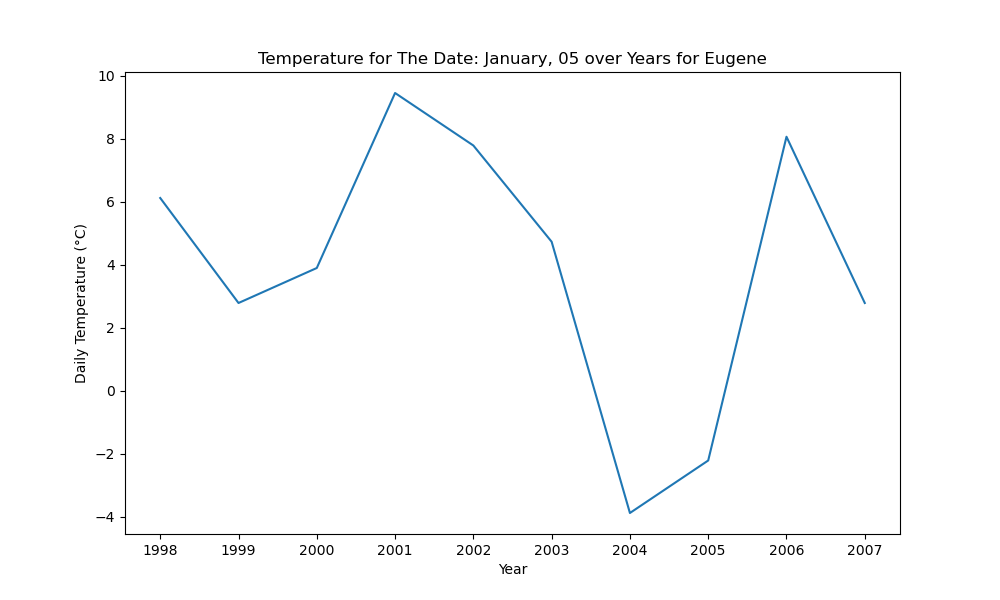 Temperature for The Date: January, 05 over Years for Eugene
10
8
6
4
2
0
−2
−4
Daily Temperature (°C)
1998 1999 2000 2001 2002 2003 2004 2005 2006 2007
Year